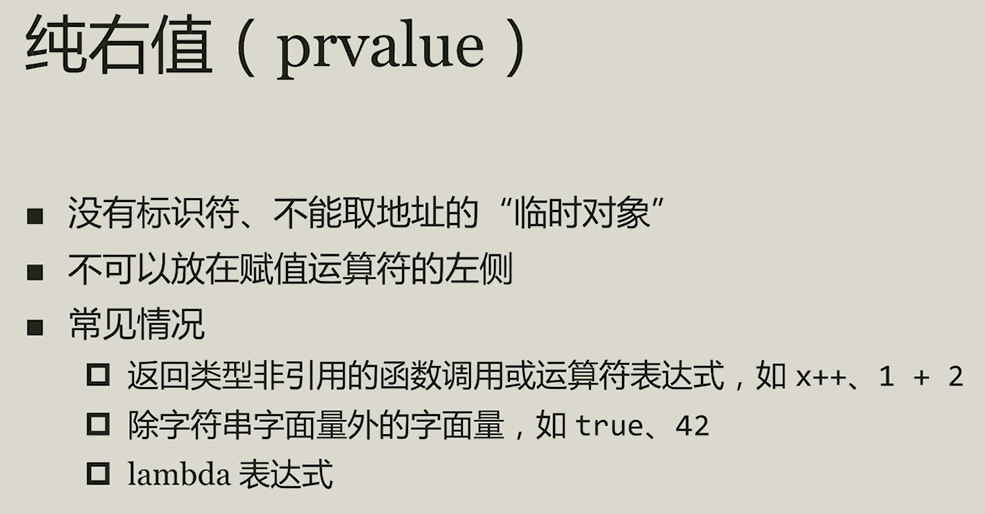 纯右值（prvalue）
■ 没有标识符、不能取地址的“临时对象”
■ 不可以放在赋值运算符的左侧
■ 常见情况
返回类型非引用的函数调用或运算符表达式，如 x++、1 + 2
除字符串字面量外的字面量，如 true、42
lambda 表达式